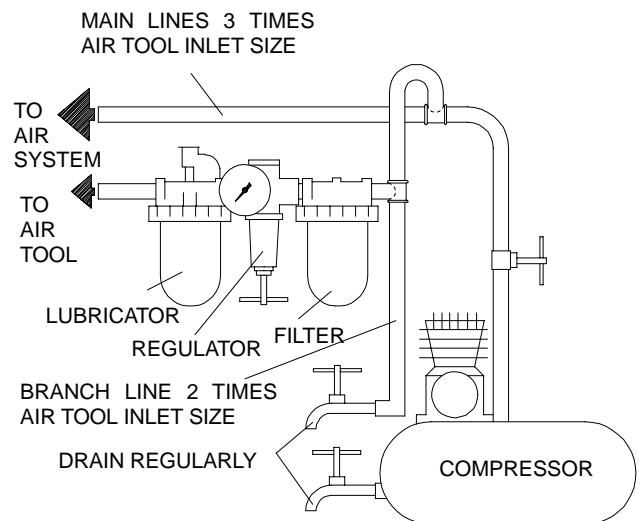 MAIN LINES 3 TIMES
AIR TOOL INLET SIZE
TO
AIR
SYSTEM
TO
AIR
TOOL
LUBRICATOR
REGULATOR
FILTER
BRANCH LINE 2 TIMES
AIR TOOL INLET SIZE
DRAIN REGULARLY
COMPRESSOR